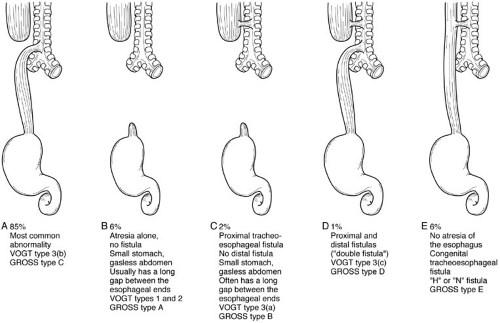 A 85%
Most common
abnormality
VOGT type 3(b)
GROSS type C
B 6%
Atresia alone,
no fistula
Small stomach,
gasless abdomen
Usually has a long
gap between the
esophageal ends
VOGT types 1 and 2
GROSS type A
C 2%
Proximal tracheo-
esophageal fistula
No distal fistula
Small stomach,
gasless abdomen
Often has a long
gap between the
esophageal ends
VOGT type 3(a)
GROSS type B
D 1%
Proximal and
distal fistulas
("double fistula")
VOGT type 3(c)
GROSS type D
E 6%
No atresia of
the esophagus
Congenital
tracheoesophageal
fistula
"H" or "N" fistula
GROSS type E